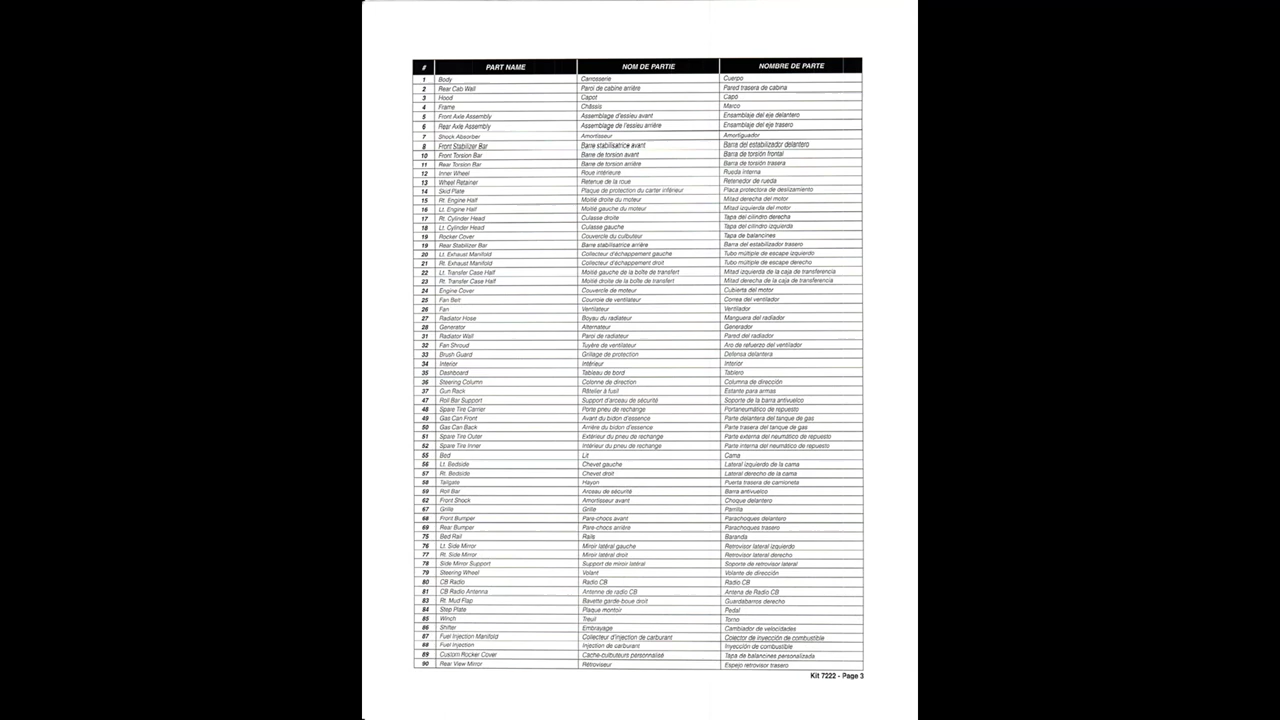 # PART NAME NOM DE PARTIE NOMBRE DE PARTE
1 Body Carrosserie Cuerpo
2 Rear Cab Wall Paroi de cabine arrière Pared trasera de cabina
3 Hood Capot Capo
4 Frame Châssis Marco
5 Front Axle Assembly Assemblage d'essieu avant Ensamblaje del eje delantero
6 Rear Axle Assembly Assemblage de l'essieu arrière Ensamblaje del eje trasero
7 Shock Absorber Amortisseur Amortiguador
8 Front Stabilizer Bar Barre stabilisatrice avant Barra del estabilizador delantero
10 Front Torsion Bar Barre de torsion avant Barra de torsión frontal
11 Rear Torsion Bar Barre de torsion arrière Barra de torsión trasera
12 Inner Wheel Roue intérieure Rueda interna
13 Wheel Retainer Retenue de la roue Retenedor de rueda
14 Skid Plate Plaque de protection du carter inférieur Placa protectora de deslizamiento
15 Rt. Engine Half Moitié droite du moteur Mitad derecha del motor
16 Lt. Engine Half Moitié gauche du moteur Mitad izquierda del motor
17 Rt. Cylinder Head Culasse droite Tapa del cilindro derecha
18 Lt. Cylinder Head Culasse gauche Tapa del cilindro izquierda
19 Rocker Cover Couvercle du culbuteur Tapa de balancines
19 Rear Stabilizer Bar Barre stabilisatrice arrière Barra del estabilizador trasero
20 Lt. Exhaust Manifold Collecteur d'échappement gauche Tubo múltiple de escape izquierdo
21 Rt. Exhaust Manifold Collecteur d'échappement droit Tubo múltiple de escape derecho
22 Lt. Transfer Case Half Moitié gauche de la boîte de transfert Mitad izquierda de la caja de transferencia
23 Rt. Transfer Case Half Moitié droite de la boîte de transfert Mitad derecha de la caja de transferencia
24 Engine Cover Couvercle de moteur Cubierta del motor
25 Fan Belt Courroie de ventilateur Correa del ventilador
26 Fan Ventilateur Ventilador
27 Radiator Hose Boyau du radiateur Manguera del radiador
28 Generator Alternateur Generador
31 Radiator Wall Paroi de radiateur Pared del radiador
32 Fan Shroud Tuyère de ventilateur Aro de refuerzo del ventilador
33 Brush Guard Grillage de protection Defensa delantera
34 Interior Intérieur Interior
35 Dashboard Tableau de bord Tablero
36 Steering Column Colonne de direction Columna de dirección
37 Gun Rack Râtelier à fusil Estante para armas
47 Roll Bar Support Support d'arceau de sécurité Soporte de la barra antivuelco
48 Spare Tire Carrier Porte pneu de rechange Portaneumático de repuesto
49 Gas Can Front Avant du bidon d'essence Parte delantera del tanque de gas
50 Gas Can Back Arrière du bidon d'essence Parte trasera del tanque de gas
51 Spare Tire Outer Extérieur du pneu de rechange Parte externa del neumático de repuesto
52 Spare Tire Inner Intérieur du pneu de rechange Parte interna del neumático de repuesto
55 Bed Lit Cama
56 Lt. Bedside Chevet gauche Lateral izquierdo de la cama
57 Rt. Bedside Chevet droit Lateral derecho de la cama
58 Tailgate Hayon Puerta trasera de camioneta
59 Roll Bar Arceau de sécurité Barra antivuelco
62 Front Shock Amortisseur avant Choque delantero
67 Grille Grille Parrilla
68 Front Bumper Pare-chocs avant Parachoques delantero
69 Rear Bumper Pare-chocs arrière Parachoques trasero
75 Bed Rail Rails Baranda
76 Lt. Side Mirror Miroir latéral gauche Retrovisor lateral izquierdo
77 Rt. Side Mirror Miroir latéral droit Retrovisor lateral derecho
78 Side Mirror Support Support de miroir latéral Soporte de retrovisor lateral
79 Steering Wheel Volant Volante de dirección
80 CB Radio Radio CB Radio CB
81 CB Radio Antenna Antenne de radio CB Antena de Radio CB
83 Rt. Mud Flap Bavette garde-boue droit Guardabarros derecho
84 Step Plate Plaque montoir Pedal
85 Winch Treuil Torno
86 Shifter Embrayage Cambiador de velocidades
87 Fuel Injection Manifold Collecteur d'injection de carburant Colector de inyección de combustible
88 Fuel Injection Injection de carburant Inyección de combustible
89 Custom Rocker Cover Cache-culbuteurs personnalisé Tapa de balancines personalizada
90 Rear View Mirror Rétroviseur Espejo retrovisor trasero
Kit 7222 - Page 3